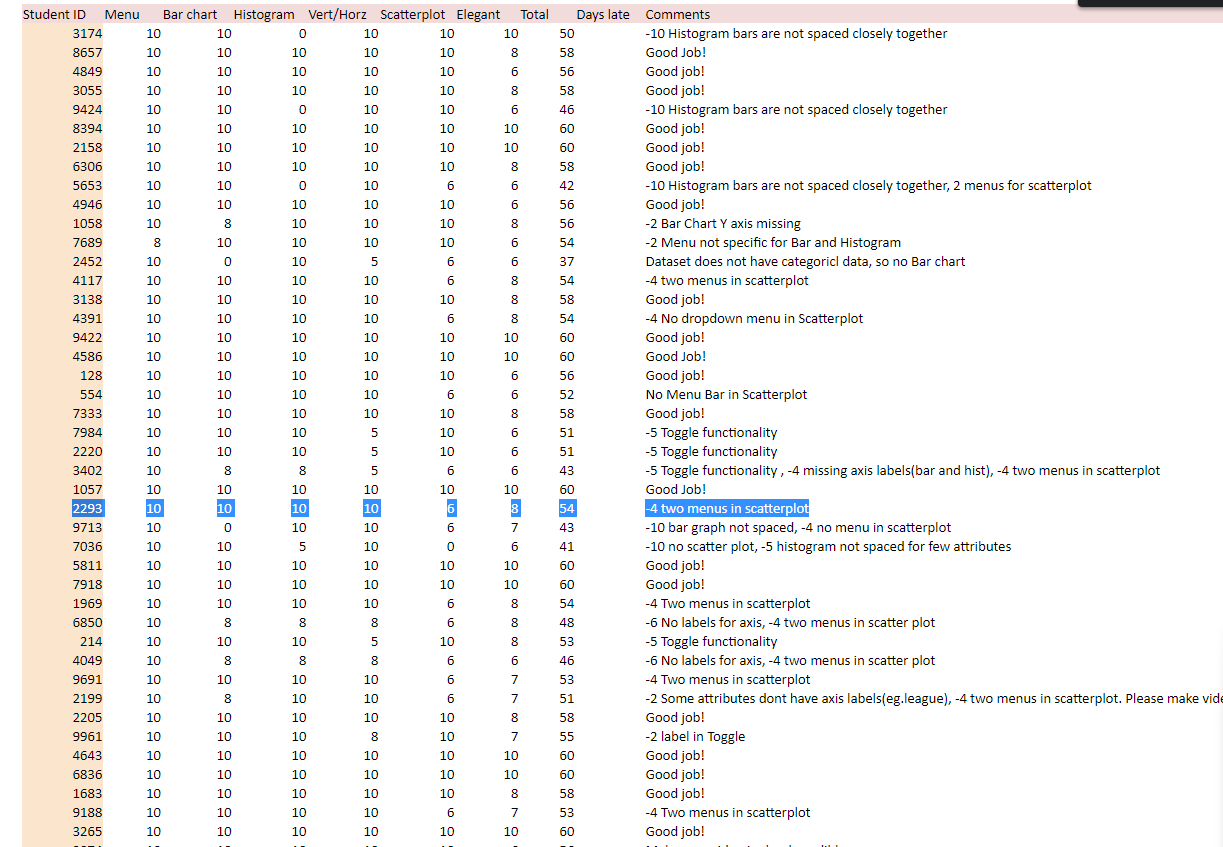 Student ID Menu Bar chart Histogram Vert/Horz Scatterplot Elegant Total Days late Comments
3174 10 10 0 10 10 10 50 -10 Histogram bars are not spaced closely together
8657 10 10 10 10 10 8 58 Good Job!
4849 10 10 10 10 10 6 56 Good job!
3055 10 10 10 10 10 8 58 Good job!
9424 10 10 0 10 10 6 46 -10 Histogram bars are not spaced closely together
8394 10 10 10 10 10 10 60 Good job!
2158 10 10 10 10 10 10 60 Good job!
6306 10 10 10 10 10 8 58 Good job!
5653 10 10 0 10 6 6 42 -10 Histogram bars are not spaced closely together, 2 menus for scatterplot
4946 10 10 10 10 10 6 56 Good job!
1058 10 8 10 10 10 8 56 -2 Bar Chart Y axis missing
7689 8 10 10 10 10 6 54 -2 Menu not specific for Bar and Histogram
2452 10 0 10 5 6 6 37 Dataset does not have categoricl data, so no Bar chart
4117 10 10 10 10 6 8 54 -4 two menus in scatterplot
3138 10 10 10 10 10 8 58 Good job!
4391 10 10 10 10 6 8 54 -4 No dropdown menu in Scatterplot
9422 10 10 10 10 10 10 60 Good job!
4586 10 10 10 10 10 10 60 Good Job!
128 10 10 10 10 10 6 56 Good job!
554 10 10 10 10 6 6 52 No Menu Bar in Scatterplot
7333 10 10 10 10 10 8 58 Good job!
7984 10 10 10 5 10 6 51 -5 Toggle functionality
2220 10 10 10 5 10 6 51 -5 Toggle functionality
3402 10 8 8 5 6 6 43 -5 Toggle functionality , -4 missing axis labels(bar and hist), -4 two menus in scatterplot
1057 10 10 10 10 10 10 60 Good Job!
2293 10 10 10 10 6 8 54 -4 two menus in scatterplot
9713 10 0 10 10 6 7 43 -10 bar graph not spaced, -4 no menu in scatterplot
7036 10 10 5 10 0 6 41 -10 no scatter plot, -5 histogram not spaced for few attributes
5811 10 10 10 10 10 10 60 Good job!
7918 10 10 10 10 10 10 60 Good job!
1969 10 10 10 10 6 8 54 -4 Two menus in scatterplot
6850 10 8 8 8 6 8 48 -6 No labels for axis, -4 two menus in scatter plot
214 10 10 10 5 10 8 53 -5 Toggle functionality
4049 10 8 8 8 6 6 46 -6 No labels for axis, -4 two menus in scatter plot
9691 10 10 10 10 6 7 53 -4 Two menus in scatterplot
2199 10 8 10 10 6 7 51 -2 Some attributes dont have axis labels(eg.league), -4 two menus in scatterplot. Please make
2205 10 10 10 10 10 8 58 Good job!
9961 10 10 10 8 10 7 55 -2 label in Toggle
4643 10 10 10 10 10 10 60 Good job!
6836 10 10 10 10 10 10 60 Good job!
1683 10 10 10 10 10 8 58 Good job!
9188 10 10 10 10 6 7 53 -4 Two menus in scatterplot
3265 10 10 10 10 10 10 60 Good job!